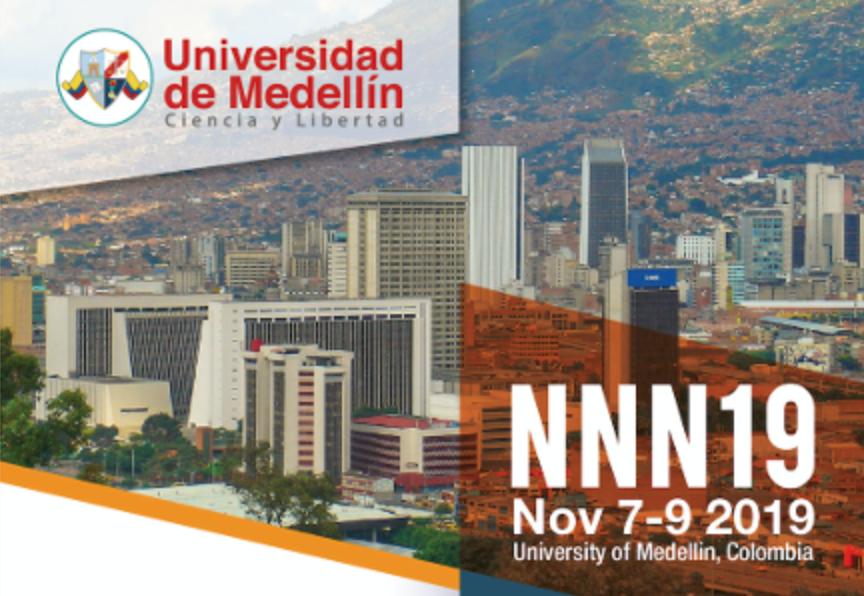 Universidad
de Medellín
Ciencia y Libertad
NNN19
Nov 7-9 2019
University of Medellin, Colombia